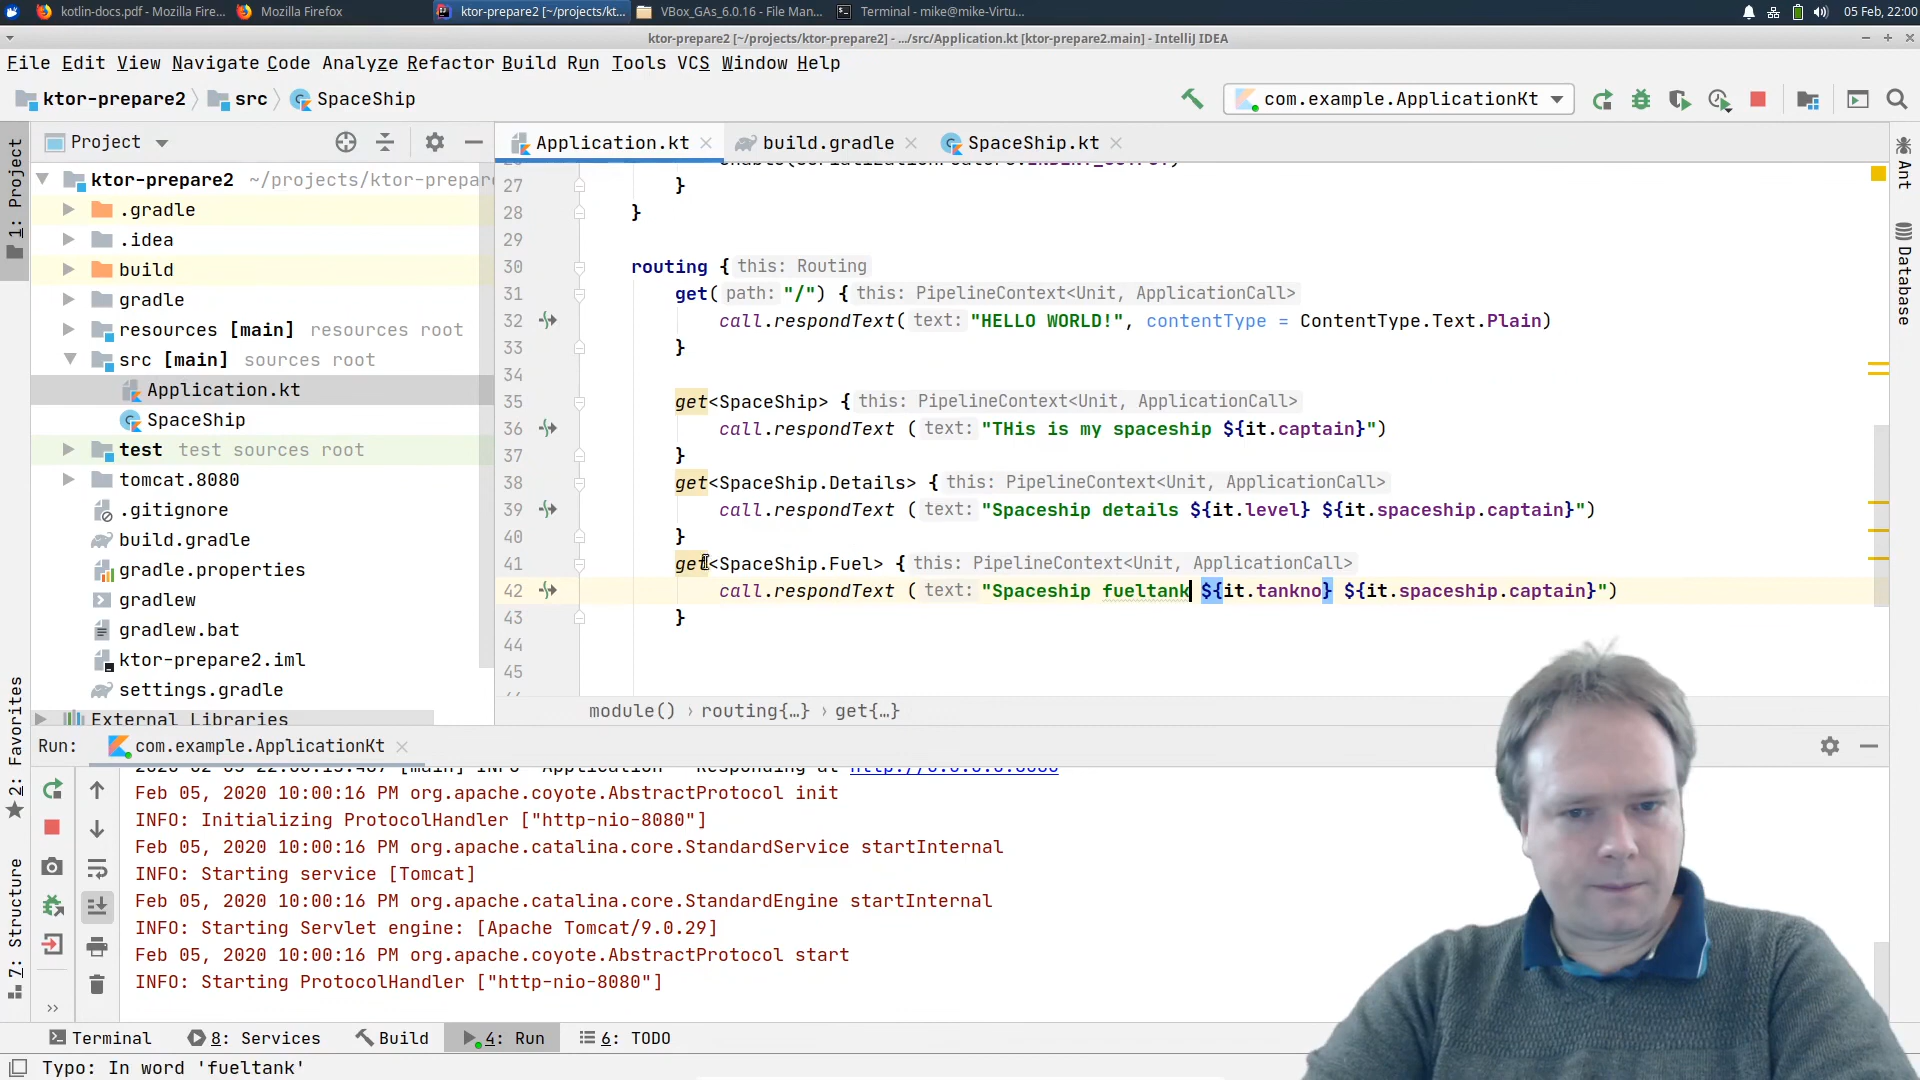 kotlin-docs.pdf - Mozilla Fire...
Mozilla Firefox
ktor-prepare2 [~/projects/kt...
VBox_GAs_6.0.16 - File Man...
Terminal - mike@mike-Virtu...
05 Feb, 22:00
ktor-prepare2 [~/projects/ktor-prepare2] - .../src/Application.kt [ktor-prepare2.main] - IntelliJ IDEA
File Edit View Navigate Code Analyze Refactor Build Run Tools VCS Window Help
ktor-prepare2 src SpaceShip
com.example.ApplicationKt
1: Project
Project
Application.kt
build.gradle
SpaceShip.kt
Ant
Database
ktor-prepare2 ~/projects/ktor-prepare
.gradle
.idea
build
gradle
resources [main] resources root
src [main] sources root
Application.kt
SpaceShip
test test sources root
tomcat.8080
.gitignore
build.gradle
gradle.properties
gradlew
gradlew.bat
ktor-prepare2.iml
settings.gradle
External Libraries
27 }
28 }
29
30 routing { this: Routing
31 get( path: "/") { this: PipelineContext<Unit, ApplicationCall>
32 call.respondText( text: "HELLO WORLD!", contentType = ContentType.Text.Plain)
33 }
34
35 get<SpaceShip> { this: PipelineContext<Unit, ApplicationCall>
36 call.respondText ( text: "THis is my spaceship ${it.captain}")
37 }
38 get<SpaceShip.Details> { this: PipelineContext<Unit, ApplicationCall>
39 call.respondText ( text: "Spaceship details ${it.level} ${it.spaceship.captain}")
40 }
41 get<SpaceShip.Fuel> { this: PipelineContext<Unit, ApplicationCall>
42 call.respondText ( text: "Spaceship fueltank ${it.tankno} ${it.spaceship.captain}")
43 }
44
45
module() › routing{…} › get{…}
2: Favorites
7: Structure
Run: com.example.ApplicationKt
Feb 05, 2020 10:00:16 PM org.apache.coyote.AbstractProtocol init
INFO: Initializing ProtocolHandler ["http-nio-8080"]
Feb 05, 2020 10:00:16 PM org.apache.catalina.core.StandardService startInternal
INFO: Starting service [Tomcat]
Feb 05, 2020 10:00:16 PM org.apache.catalina.core.StandardEngine startInternal
INFO: Starting Servlet engine: [Apache Tomcat/9.0.29]
Feb 05, 2020 10:00:16 PM org.apache.coyote.AbstractProtocol start
INFO: Starting ProtocolHandler ["http-nio-8080"]
Terminal 8: Services Build 4: Run 6: TODO
Typo: In word 'fueltank'